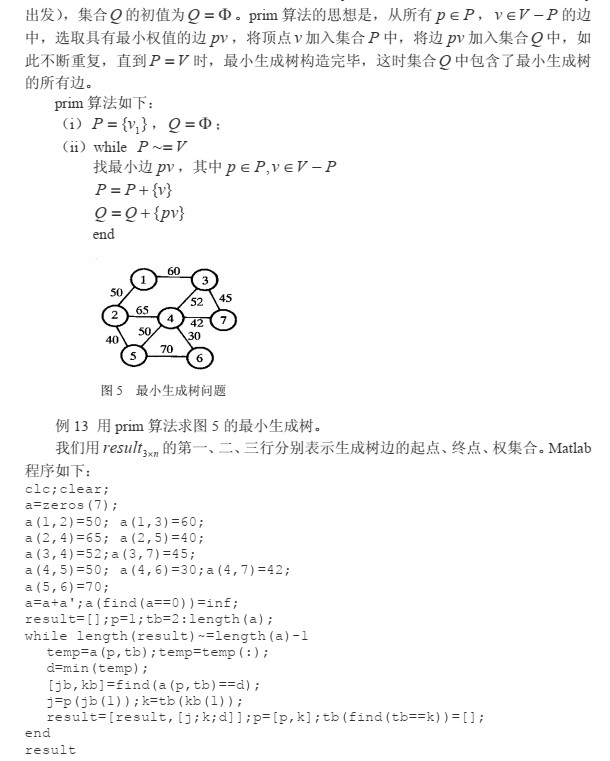 出发），集合Q的初值为Q = Φ。prim 算法的思想是，从所有 p ∈ P，v ∈ V − P 的边
中，选取具有最小权值的边 pv，将顶点 v 加入集合 P 中，将边 pv 加入集合Q中，如
此不断重复，直到 P = V 时，最小生成树构造完毕，这时集合Q中包含了最小生成树
的所有边。
prim 算法如下：
（i）P = {v₁}，Q = Φ；
（ii）while P ~= V
找最小边 pv，其中 p ∈ P, v ∈ V − P
P = P + {v}
Q = Q + {pv}
end
1 60 3
50 52 45
2 65 4 42 7
40 50 30
5 70 6
图 5 最小生成树问题
例 13 用 prim 算法求图 5 的最小生成树。
我们用 result₃ₓₙ 的第一、二、三行分别表示生成树边的起点、终点、权集合。Matlab
程序如下：
clc;clear;
a=zeros(7);
a(1,2)=50; a(1,3)=60;
a(2,4)=65; a(2,5)=40;
a(3,4)=52;a(3,7)=45;
a(4,5)=50; a(4,6)=30;a(4,7)=42;
a(5,6)=70;
a=a+a';a(find(a==0))=inf;
result=[];p=1;tb=2:length(a);
while length(result)~=length(a)-1
temp=a(p,tb);temp=temp(:);
d=min(temp);
[jb,kb]=find(a(p,tb)==d);
j=p(jb(1));k=tb(kb(1));
result=[result,[j;k;d]];p=[p,k];tb(find(tb==k))=[];
end
result